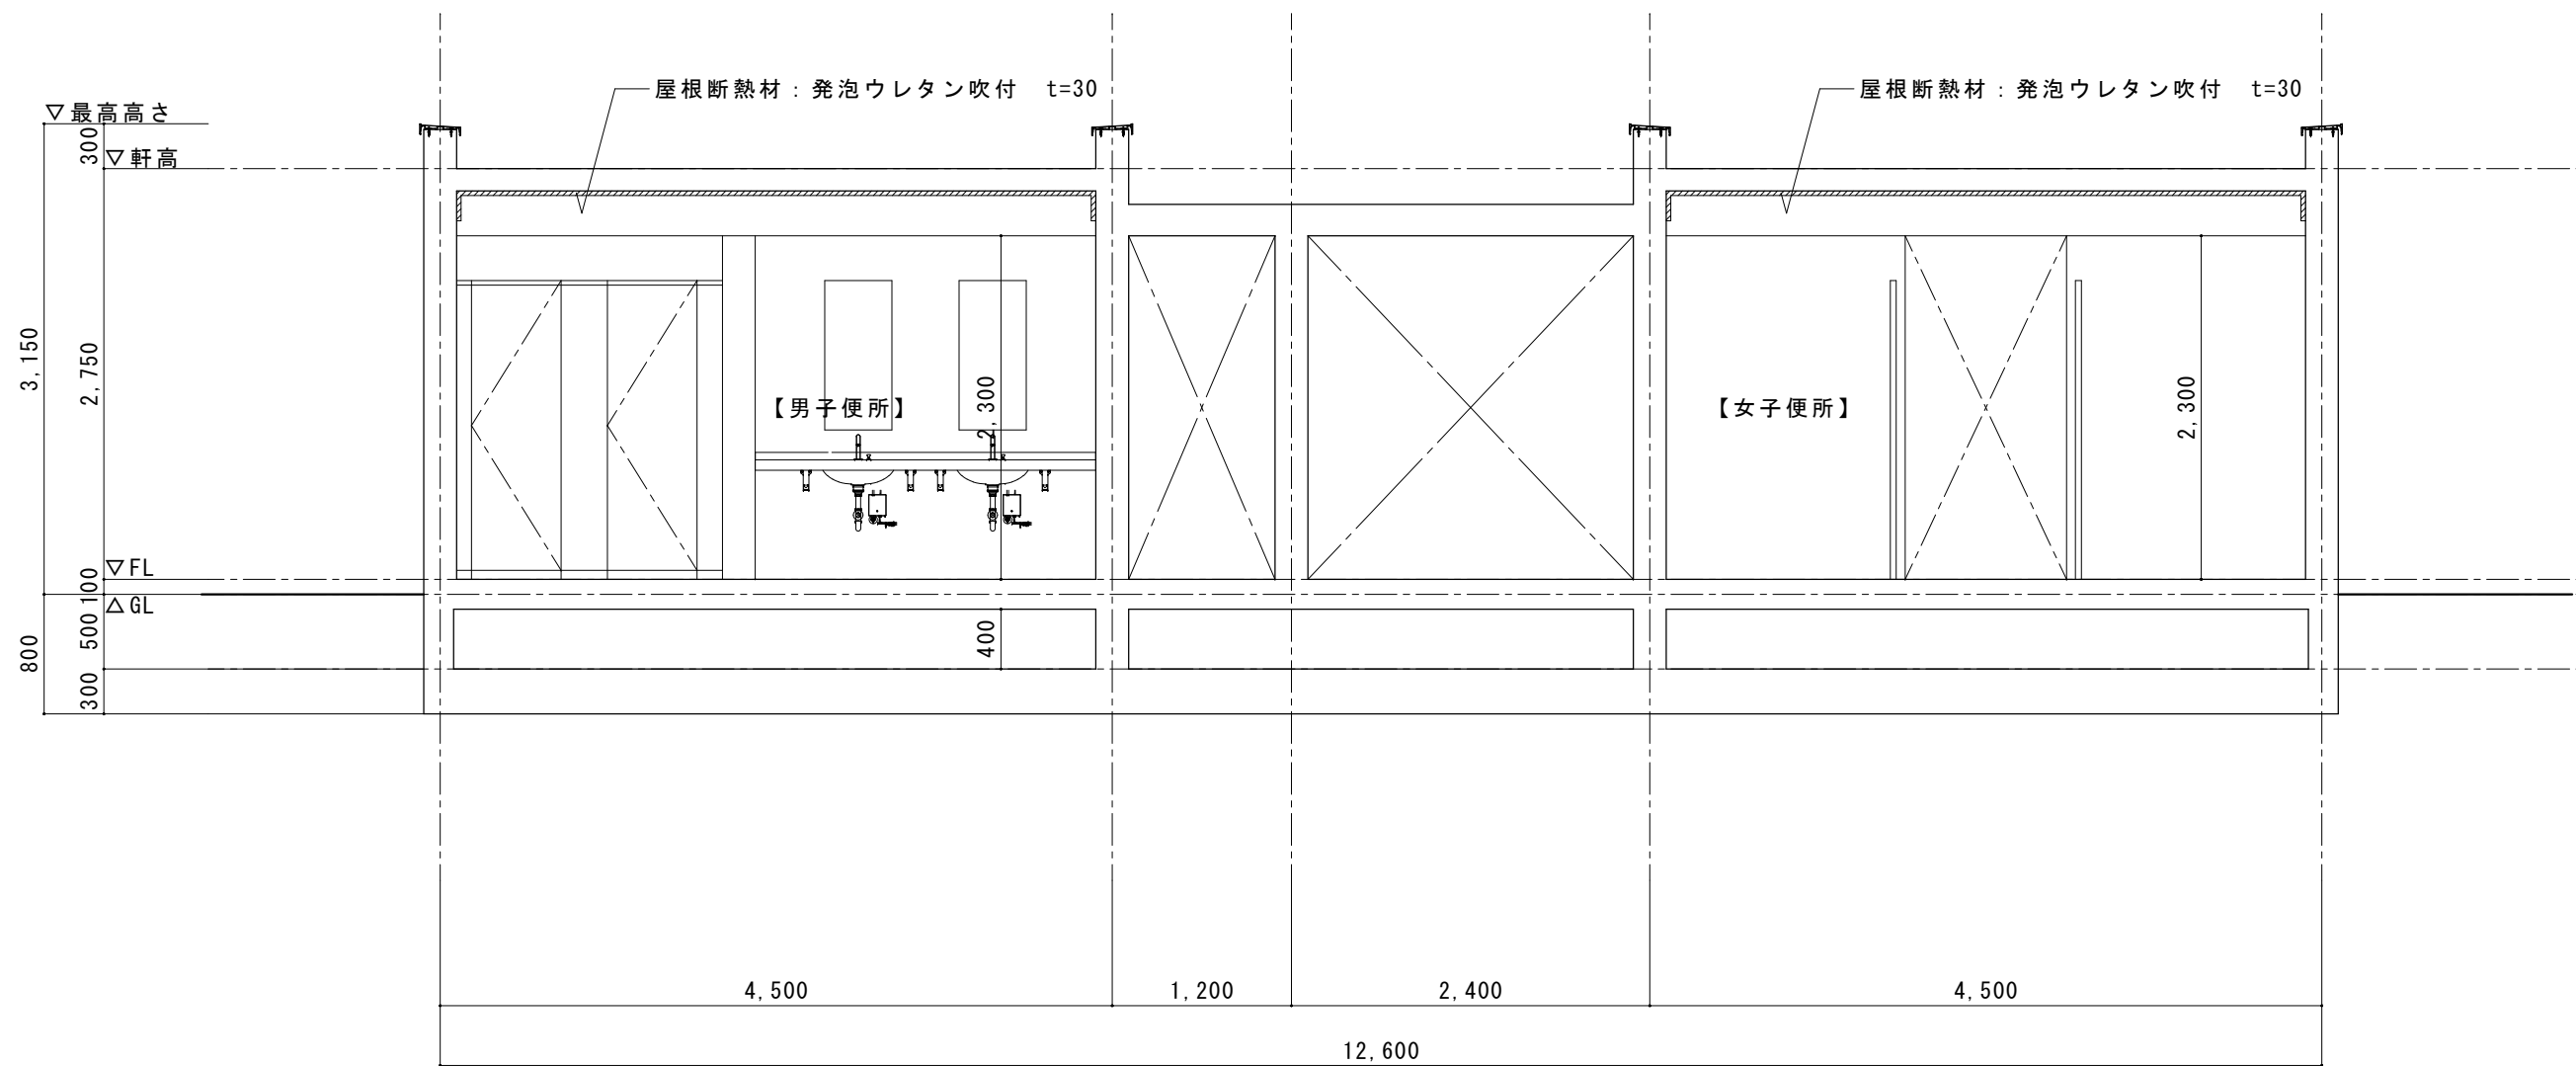 屋根断熱材：発泡ウレタン吹付　t=30
屋根断熱材：発泡ウレタン吹付　t=30
▽最高高さ
300
▽軒高
3,150
2,750
2,300
【男子便所】
【女子便所】
2,300
▽FL
100
△GL
500
400
800
300
4,500
1,200
2,400
4,500
12,600